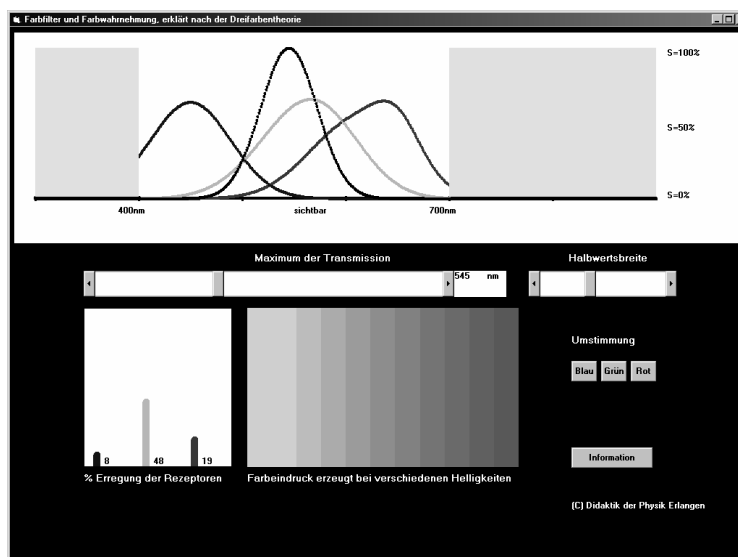 Farbfilter und Farbwahrnehmung, erklärt nach der Dreifarbentheorie
S=100%
S=50%
S=0%
400nm sichtbar 700nm
Maximum der Transmission Halbwertsbreite
545 nm
Umstimmung
Blau Grün Rot
8 48 19
Information
% Erregung der Rezeptoren Farbeindruck erzeugt bei verschiedenen Helligkeiten
(C) Didaktik der Physik Erlangen